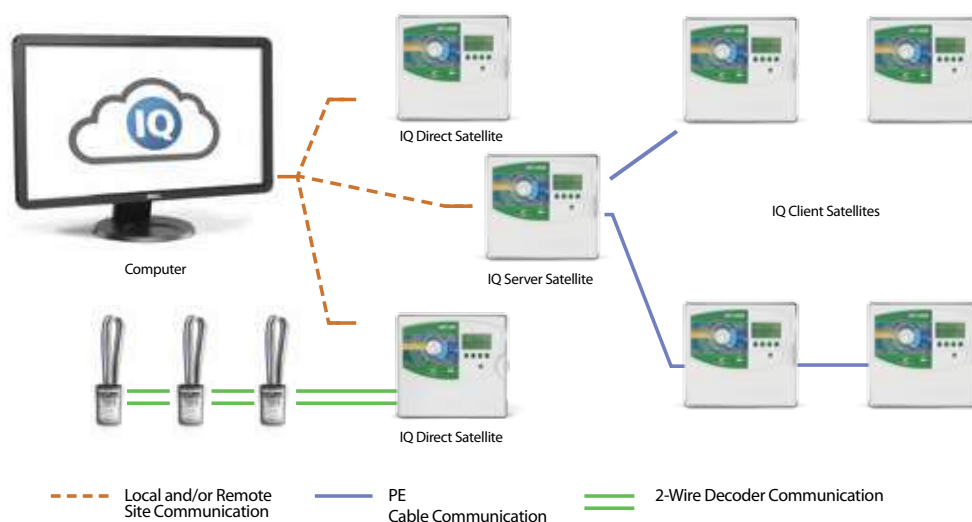 IQ
IQ Direct Satellite
IQ Client Satellites
Computer
IQ Server Satellite
IQ Direct Satellite
Local and/or Remote
Site Communication
PE
Cable Communication
2-Wire Decoder Communication